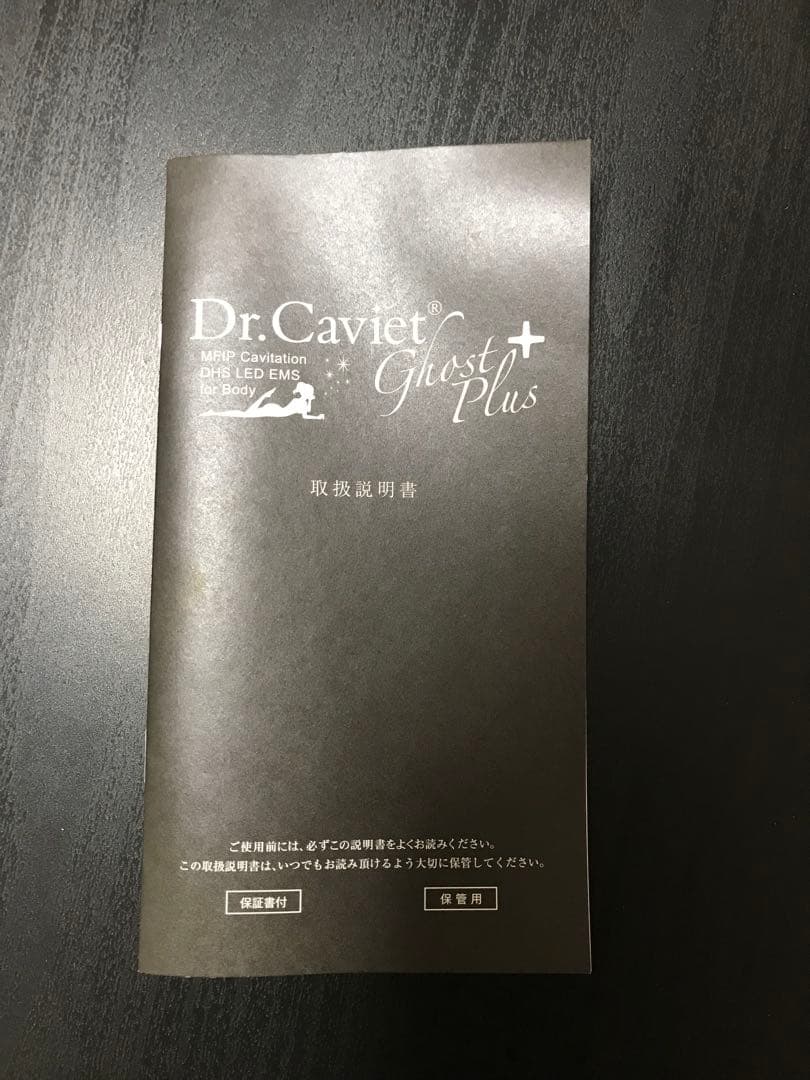 Dr.Caviet®
MFIP Cavitation
DHS LED EMS
for Body
Ghost +
Plus
取扱説明書
ご使用前には、必ずこの説明書をよくお読みください。
この取扱説明書は、いつでもお読み頂けるよう大切に保管してください。
保証書付
保管用